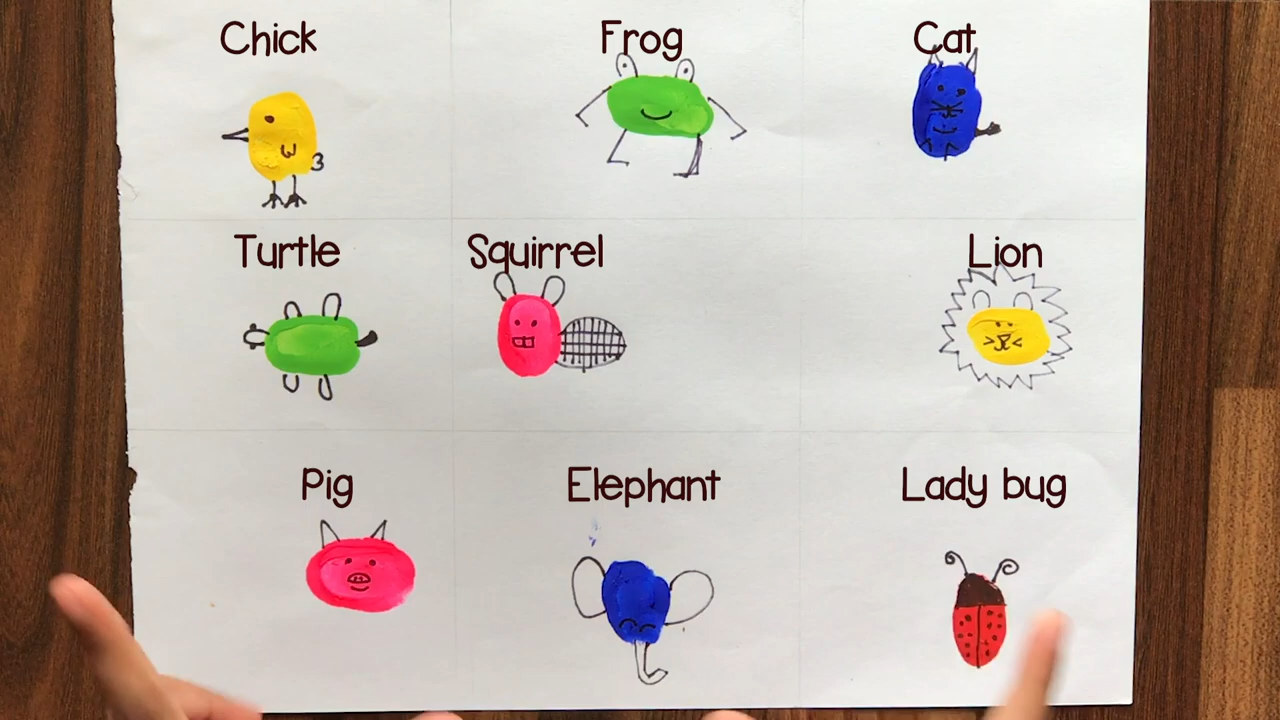 Chick
Frog
Cat
Turtle
Squirrel
Lion
Pig
Elephant
Lady bug